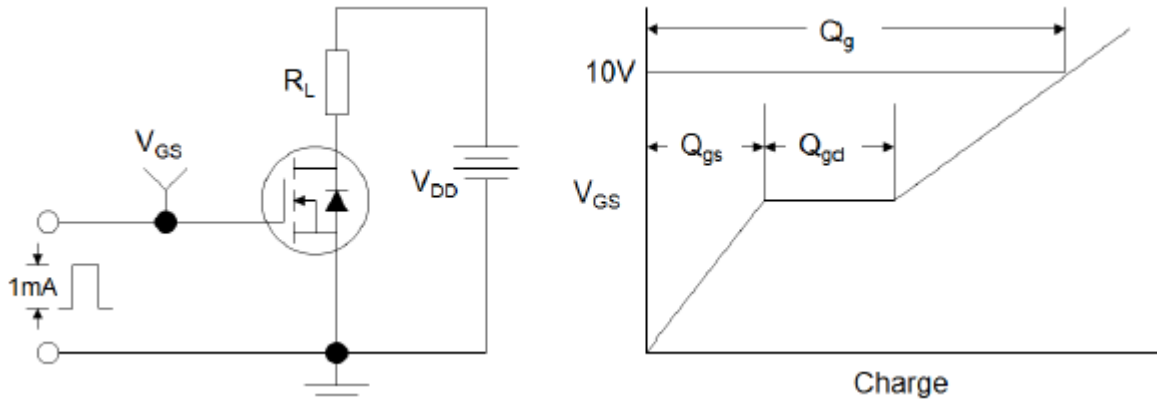 R_L
V_GS
V_DD
1mA
Q_g
10V
Q_gs
Q_gd
V_GS
Charge